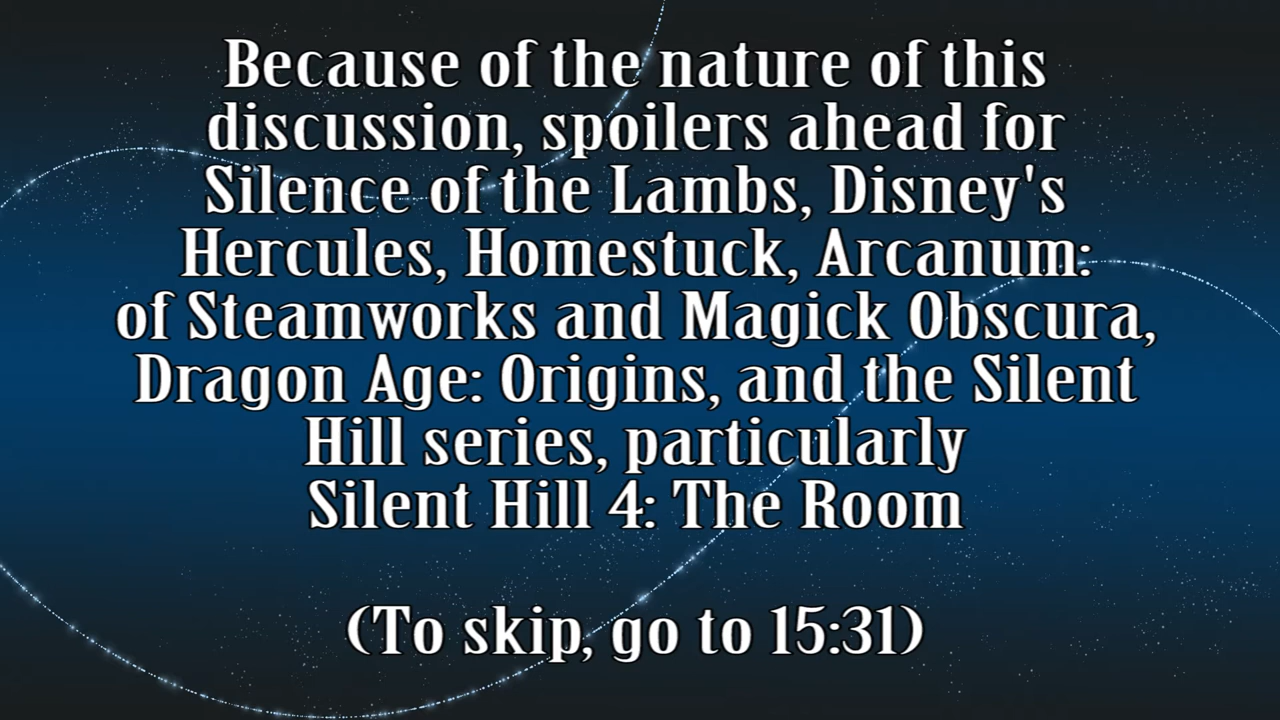 Because of the nature of this
discussion, spoilers ahead for
Silence of the Lambs, Disney's
Hercules, Homestuck, Arcanum:
of Steamworks and Magick Obscura,
Dragon Age: Origins, and the Silent
Hill series, particularly
Silent Hill 4: The Room
(To skip, go to 15:31)